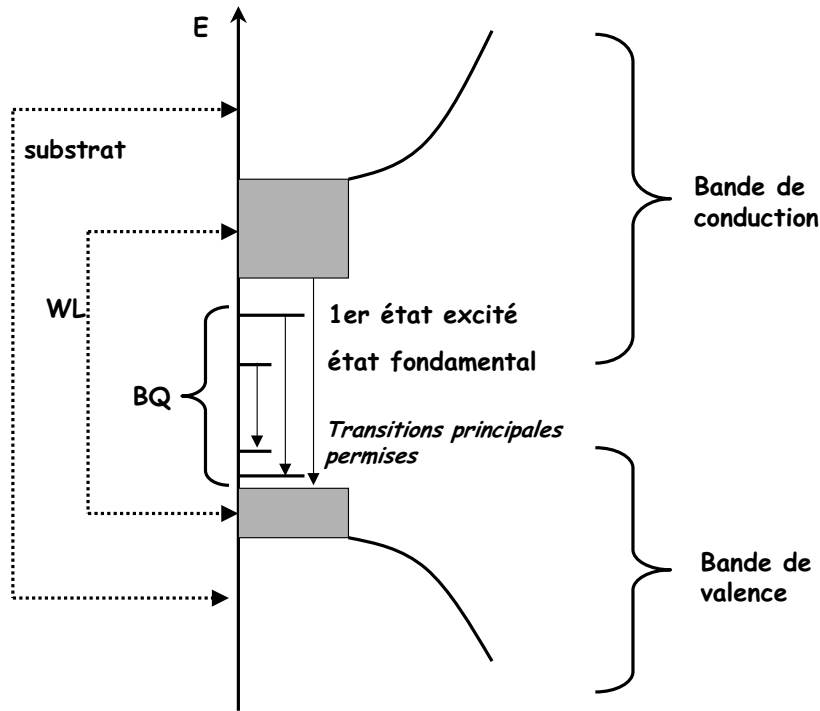 E
substrat
Bande de
conduction
WL
1er état excité
état fondamental
BQ
Transitions principales
permises
Bande de
valence